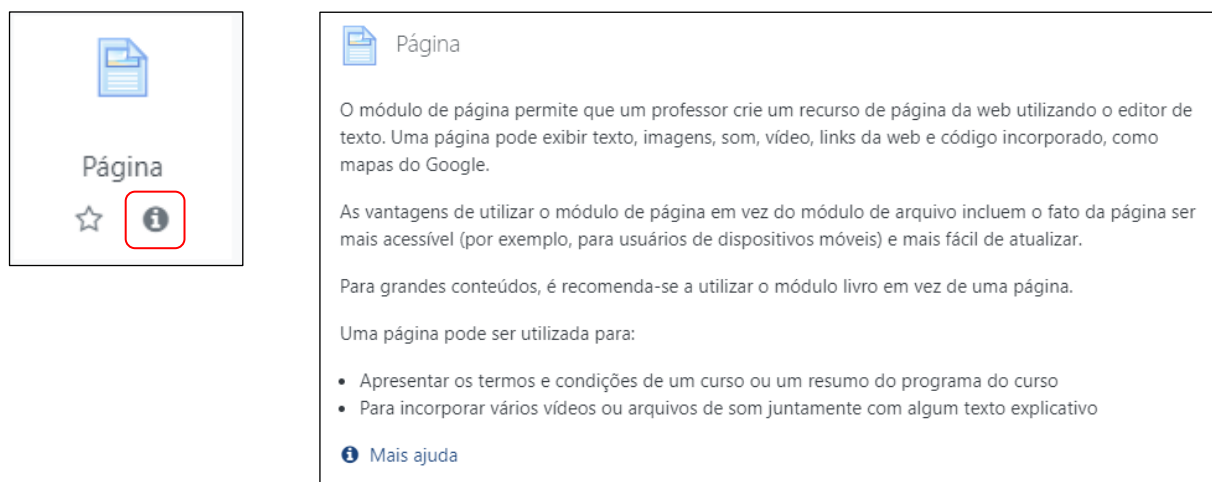 Página
Página
O módulo de página permite que um professor crie um recurso de página da web utilizando o editor de
texto. Uma página pode exibir texto, imagens, som, vídeo, links da web e código incorporado, como
mapas do Google.
As vantagens de utilizar o módulo de página em vez do módulo de arquivo incluem o fato da página ser
mais acessível (por exemplo, para usuários de dispositivos móveis) e mais fácil de atualizar.
Para grandes conteúdos, é recomenda-se a utilizar o módulo livro em vez de uma página.
Uma página pode ser utilizada para:
• Apresentar os termos e condições de um curso ou um resumo do programa do curso
• Para incorporar vários vídeos ou arquivos de som juntamente com algum texto explicativo
Mais ajuda